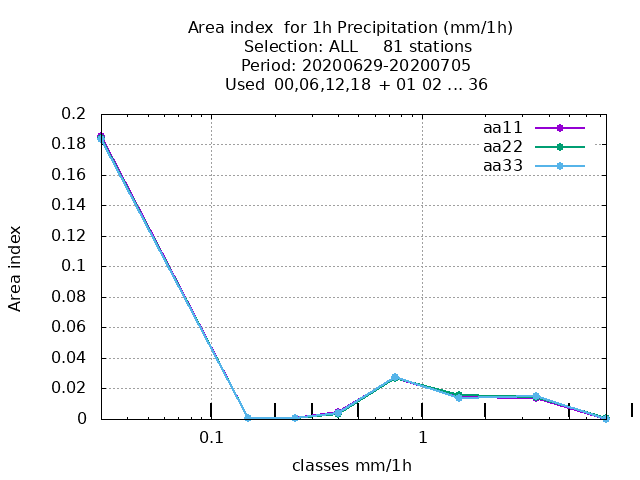 Area index  for 1h Precipitation (mm/1h)
Selection: ALL     81 stations
Period: 20200629-20200705
Used  00,06,12,18 + 01 02 ... 36
aa11
aa22
aa33
0.2
0.18
0.16
0.14
0.12
0.1
0.08
0.06
0.04
0.02
0
Area index
0.1
1
classes mm/1h